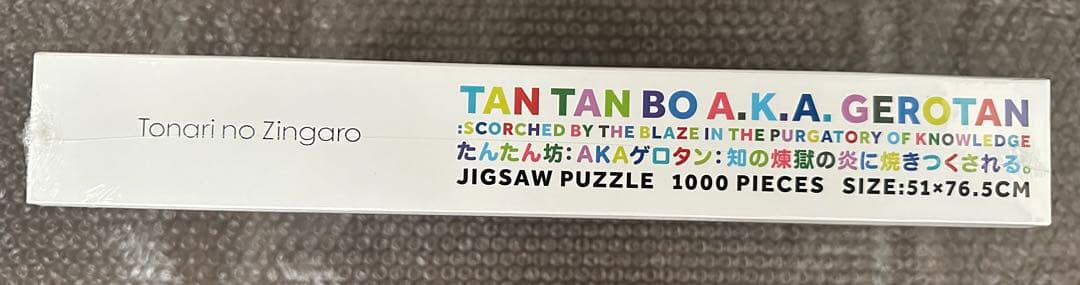 Tonari no Zingaro
TAN TAN BO A.K.A. GEROTAN
:SCORCHED BY THE BLAZE IN THE PURGATORY OF KNOWLEDGE
たんたん坊：AKAゲロタン：知の煉獄の炎に焼きつくされる。
JIGSAW PUZZLE 1000 PIECES SIZE:51×76.5CM